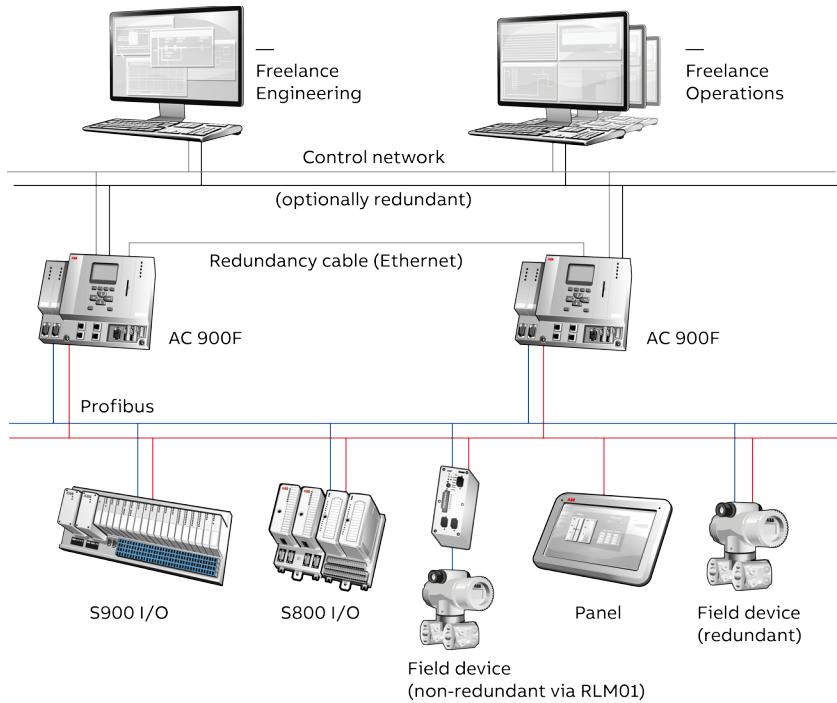 Freelance
Engineering
Freelance
Operations
Control network
(optionally redundant)
Redundancy cable (Ethernet)
AC 900F
AC 900F
Profibus
S900 I/O
S800 I/O
Panel
Field device
(redundant)
Field device
(non-redundant via RLM01)